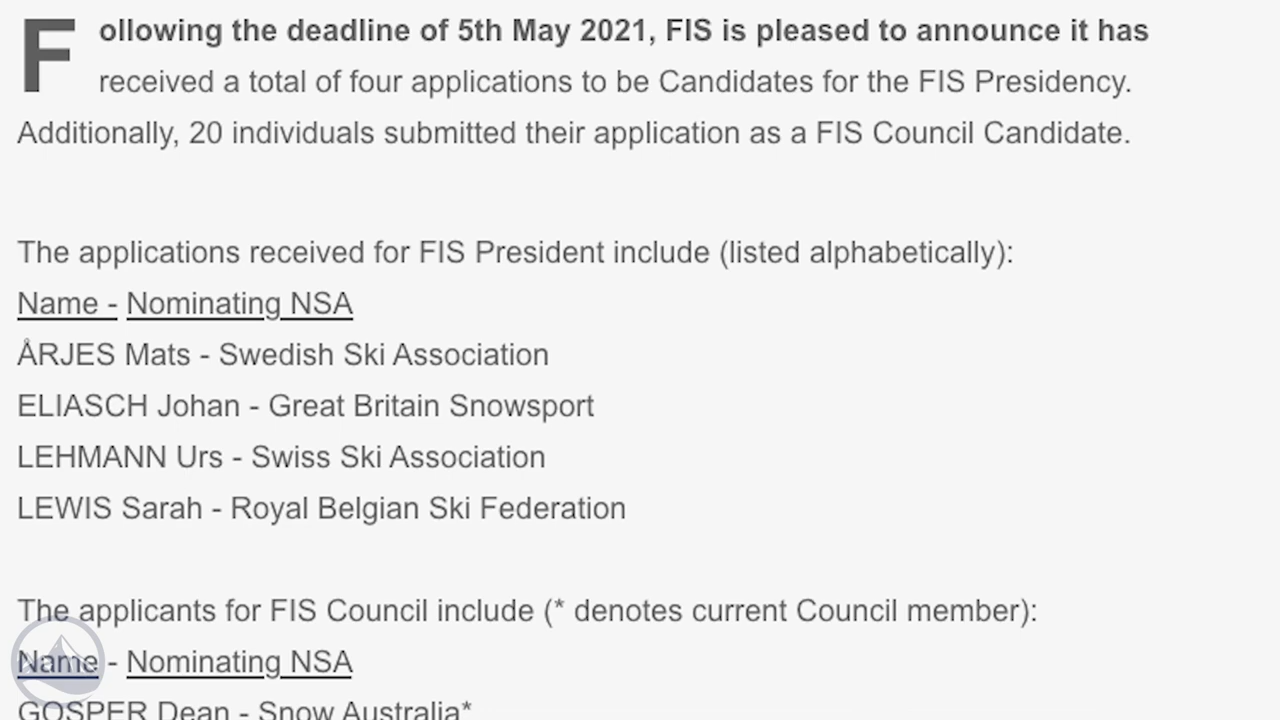 Following the deadline of 5th May 2021, FIS is pleased to announce it has
received a total of four applications to be Candidates for the FIS Presidency.
Additionally, 20 individuals submitted their application as a FIS Council Candidate.
The applications received for FIS President include (listed alphabetically):
Name - Nominating NSA
ÅRJES Mats - Swedish Ski Association
ELIASCH Johan - Great Britain Snowsport
LEHMANN Urs - Swiss Ski Association
LEWIS Sarah - Royal Belgian Ski Federation
The applicants for FIS Council include (* denotes current Council member):
Name - Nominating NSA
GOSPER Dean - Snow Australia*